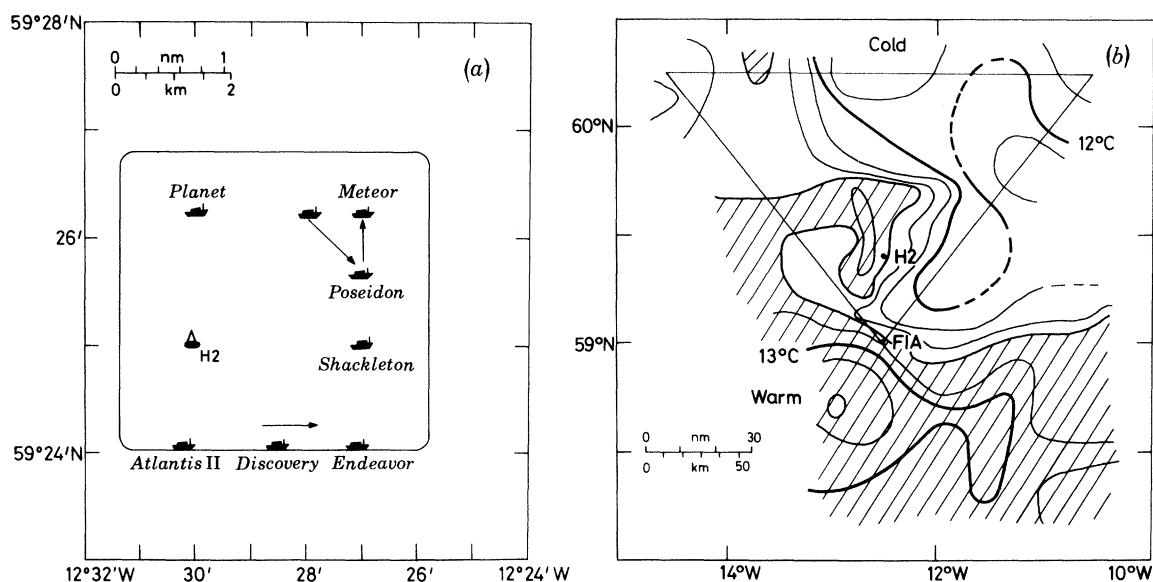 59°28'N
0 nm 1
0 km 2
(a)
Planet
Meteor
26'
Poseidon
H2
Shackleton
59°24'N
Atlantis II Discovery Endeavor
12°32'W 30' 28' 26' 12°24'W
Cold
(b)
60°N
12°C
H2
59°N
FIA
13°C
Warm
0 nm 30
0 km 50
14°W 12°W 10°W